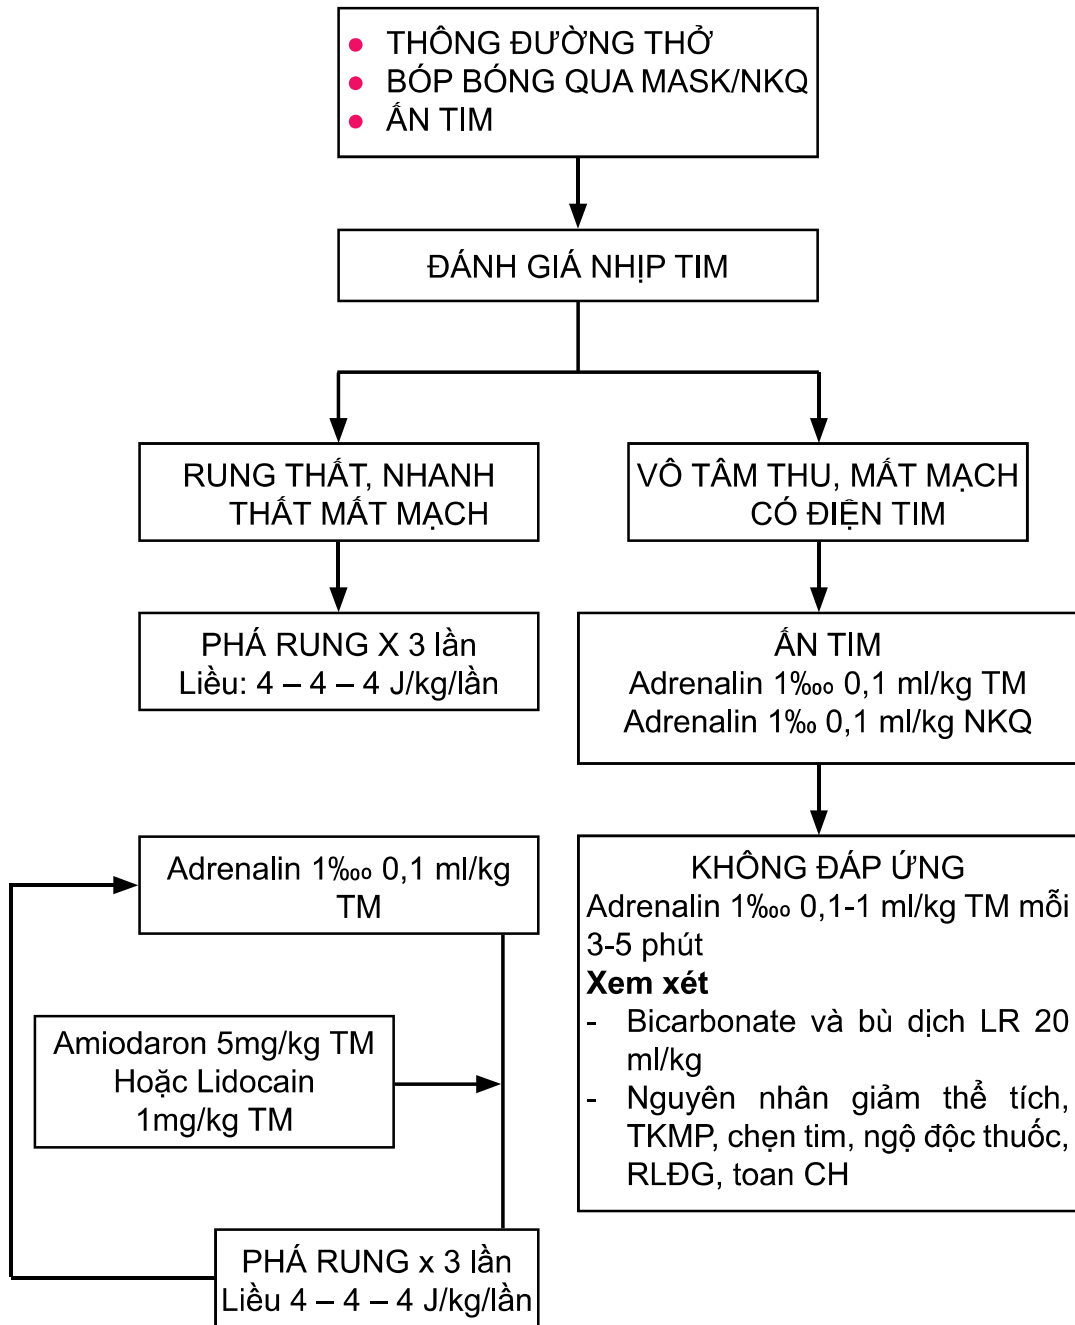 ● THÔNG ĐƯỜNG THỞ
● BÓP BÓNG QUA MASK/NKQ
● ẤN TIM
ĐÁNH GIÁ NHỊP TIM
RUNG THẤT, NHANH
THẤT MẤT MẠCH
VÔ TÂM THU, MẤT MẠCH
CÓ ĐIỆN TIM
PHÁ RUNG X 3 lần
Liều: 4 – 4 – 4 J/kg/lần
ẤN TIM
Adrenalin 1‱ 0,1 ml/kg TM
Adrenalin 1‰ 0,1 ml/kg NKQ
Adrenalin 1‱ 0,1 ml/kg
TM
Amiodaron 5mg/kg TM
Hoặc Lidocain
1mg/kg TM
PHÁ RUNG x 3 lần
Liều 4 – 4 – 4 J/kg/lần
KHÔNG ĐÁP ỨNG
Adrenalin 1‱ 0,1-1 ml/kg TM mỗi
3-5 phút
Xem xét
- Bicarbonate và bù dịch LR 20
ml/kg
- Nguyên nhân giảm thể tích,
TKMP, chẹn tim, ngộ độc thuốc,
RLĐG, toan CH